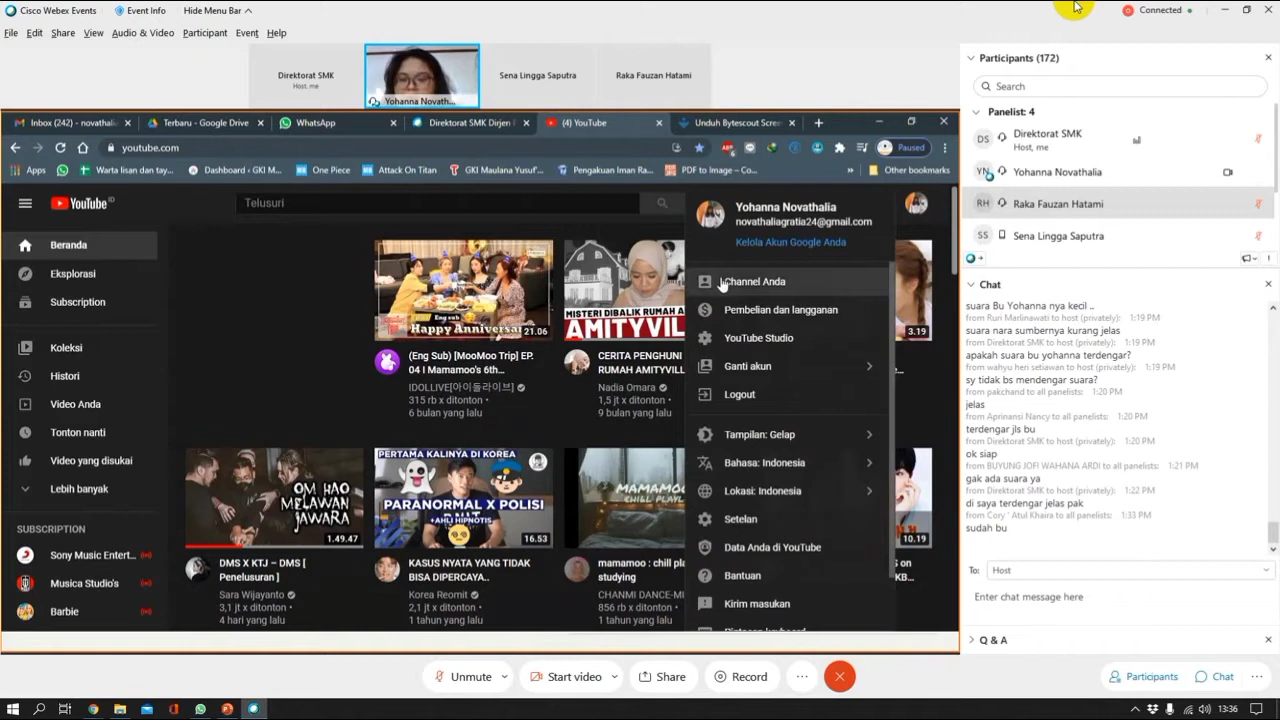 Cisco Webex Events
Event Info
Hide Menu Bar
Connected
File Edit Share View Audio & Video Participant Event Help
Direktorat SMK
Host, me
Yohanna Novath...
Sena Lingga Saputra
Raka Fauzan Hatami
Inbox (242) - novathali
Terbaru - Google Drive
WhatsApp
Direktorat SMK Dirjen
(4) YouTube
Unduh Bytescout Scree
youtube.com
Paused
Apps
Warta lisan dan tay...
Dashboard ‹ GKI M...
One Piece
Attack On Titan
GKI Maulana Yusuf...
Pengakuan Iman Ra...
PDF to Image – Co...
Other bookmarks
YouTube ID
Telusuri
Beranda
Eksplorasi
Subscription
Koleksi
Histori
Video Anda
Tonton nanti
Video yang disukai
Lebih banyak
SUBSCRIPTION
Sony Music Entert...
Musica Studio's
Barbie
Eng sub
Happy Anniversar
21.06
(Eng Sub) [MooMoo Trip] EP.
04 I Mamamoo's 6th...
IDOLLIVE[아이돌라이브]
315 rb x ditonton
6 bulan yang lalu
MISTERI DIBALIK RUMAH
AMITYVIL
CERITA PENGHUNI
RUMAH AMITYVILL
Nadia Omara
1,5 jt x ditonton
9 bulan yang lalu
3.19
OM HAO
MELAWAN
JAWARA
1.49.47
DMS X KTJ – DMS [
Penelusuran ]
Sara Wijayanto
3,1 jt x ditonton
4 hari yang lalu
PERTAMA KALINYA DI KOREA
PARANORMAL X POLISI
+AHLI HIPNOTIS
16.53
KASUS NYATA YANG TIDAK
BISA DIPERCAYA..
Korea Reomit
2,1 jt x ditonton
1 tahun yang lalu
MAMAMOO
CHILL PLAY
mamamoo: chill pla
studying
CHANMI DANCE-MI
856 rb x ditonton
1 tahun yang lalu
10.19
Yohanna Novathalia
novathaliagratia24@gmail.com
Kelola Akun Google Anda
Channel Anda
Pembelian dan langganan
YouTube Studio
Ganti akun
Logout
Tampilan: Gelap
Bahasa: Indonesia
Lokasi: Indonesia
Setelan
Data Anda di YouTube
Bantuan
Kirim masukan
Participants (172)
Search
Panelist: 4
DS
Direktorat SMK
Host, me
YN
Yohanna Novathalia
RH
Raka Fauzan Hatami
SS
Sena Lingga Saputra
Chat
suara Bu Yohanna nya kecil ..
from Ruri Marlinawati to host (privately): 1:19 PM
suara nara sumbernya kurang jelas
from Direktorat SMK to host (privately): 1:19 PM
apakah suara bu yohanna terdengar?
from wahyu heri setiawan to host (privately): 1:19 PM
sy tidak bs mendengar suara?
from pakchand to all panelists: 1:20 PM
jelas
from Aprinansi Nancy to all panelists: 1:20 PM
terdengar jls bu
from Direktorat SMK to host (privately): 1:20 PM
ok siap
from BUYUNG JOFI WAHANA ARDI to all panelists: 1:21 PM
gak ada suara ya
from Direktorat SMK to host (privately): 1:22 PM
di saya terdengar jelas pak
from Cory ' Atul Khaira to all panelists: 1:33 PM
sudah bu
To: Host
Enter chat message here
Q & A
Unmute
Start video
Share
Record
Participants
Chat
13:36